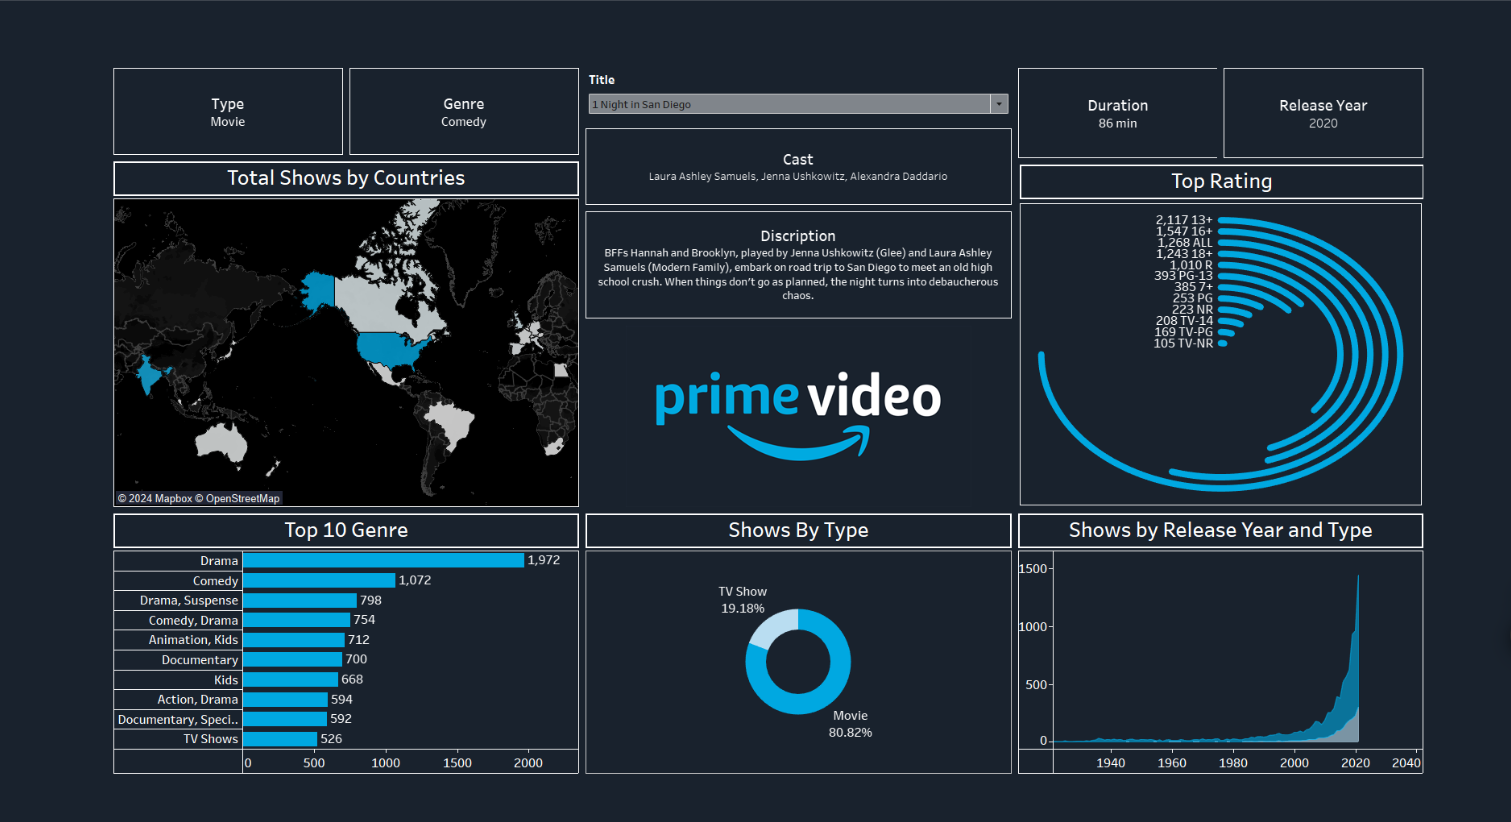 Type
Movie
Genre
Comedy
Title
1 Night in San Diego
Duration
86 min
Release Year
2020
Cast
Laura Ashley Samuels, Jenna Ushkowitz, Alexandra Daddario
Total Shows by Countries
© 2024 Mapbox © OpenStreetMap
Discription
BFFs Hannah and Brooklyn, played by Jenna Ushkowitz (Glee) and Laura Ashley
Samuels (Modern Family), embark on road trip to San Diego to meet an old high
school crush. When things don't go as planned, the night turns into debaucherous
chaos.
prime video
Top Rating
2,117 13+
1,547 16+
1,268 ALL
1,243 18+
1,010 R
393 PG-13
385 7+
253 PG
223 NR
208 TV-14
169 TV-PG
105 TV-NR
Top 10 Genre
Drama 1,972
Comedy 1,072
Drama, Suspense 798
Comedy, Drama 754
Animation, Kids 712
Documentary 700
Kids 668
Action, Drama 594
Documentary, Speci.. 592
TV Shows 526
0 500 1000 1500 2000
Shows By Type
TV Show
19.18%
Movie
80.82%
Shows by Release Year and Type
1500
1000
500
0
1940 1960 1980 2000 2020 2040